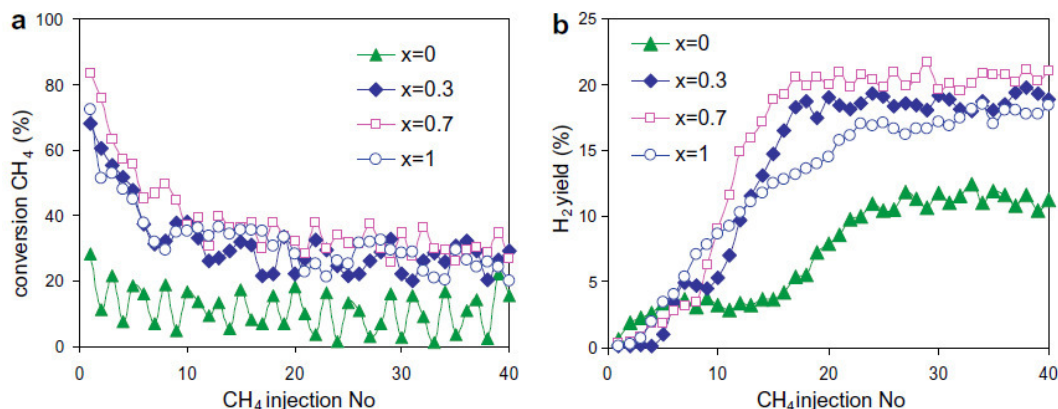 a
conversion CH4 (%)
100
80
60
40
20
0
0
10
20
30
40
CH4 injection No
x=0
x=0.3
x=0.7
x=1
b
H2 yield (%)
25
20
15
10
5
0
0
10
20
30
40
CH4 injection No
x=0
x=0.3
x=0.7
x=1